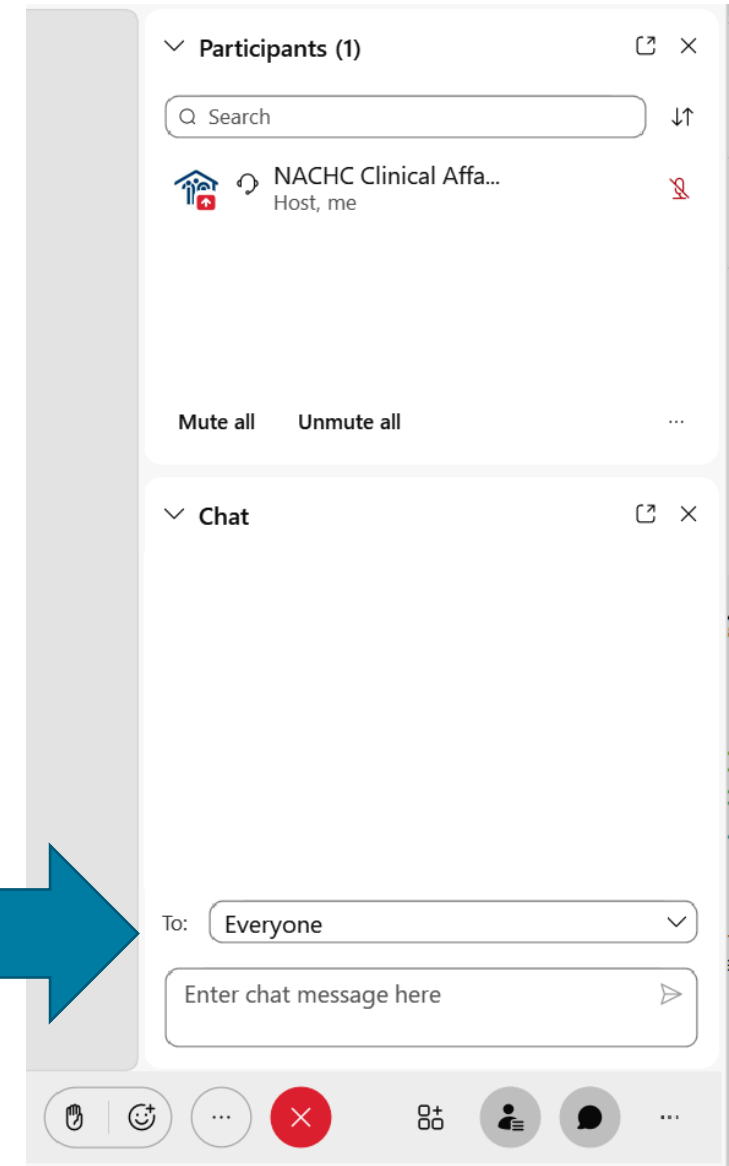 Participants (1)
Search
NACHC Clinical Affa...
Host, me
Mute all Unmute all
Chat
To: Everyone
Enter chat message here